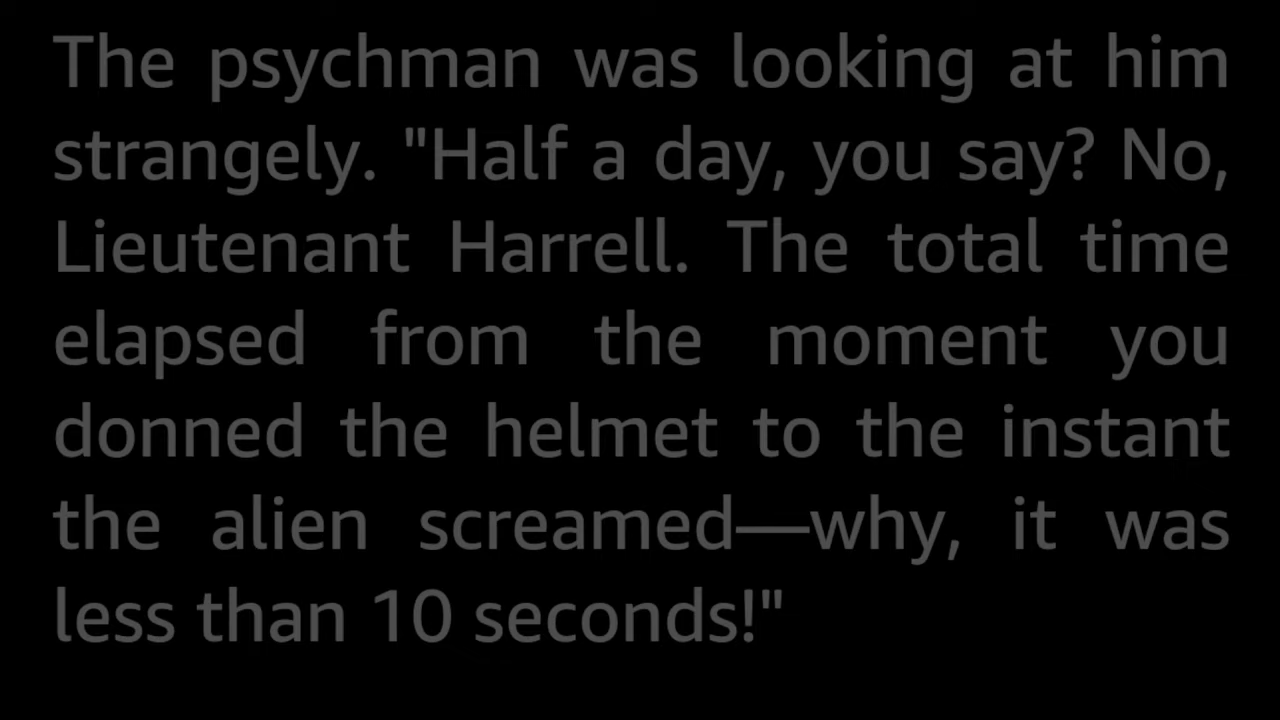 The psychman was looking at him
strangely. "Half a day, you say? No,
Lieutenant Harrell. The total time
elapsed from the moment you
donned the helmet to the instant
the alien screamed—why, it was
less than 10 seconds!"